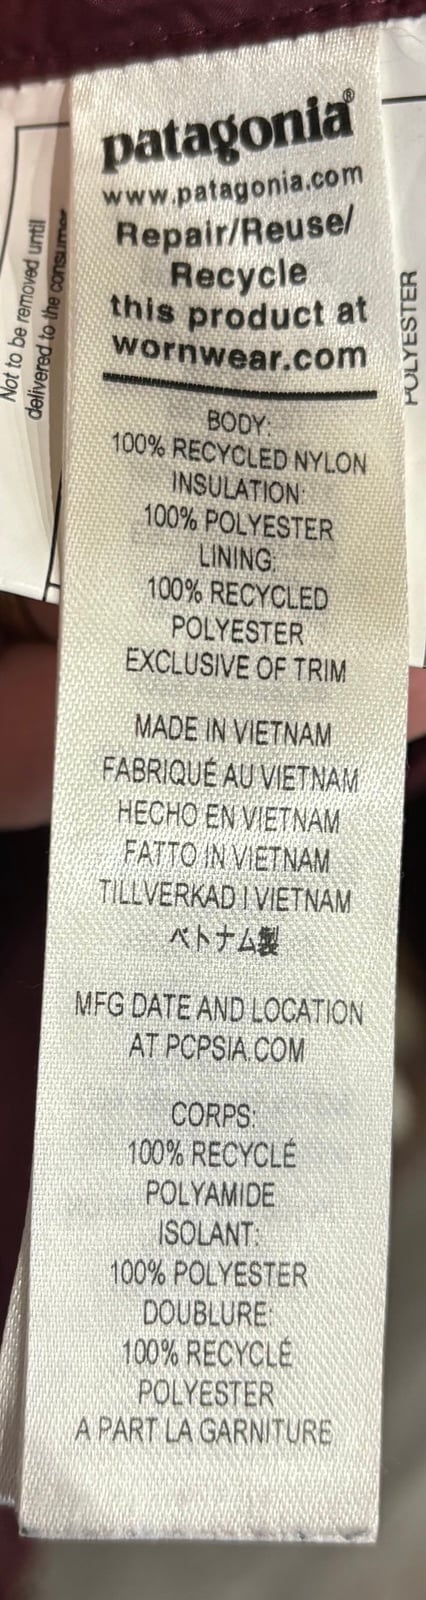 patagonia®
www.patagonia.com
Repair/Reuse/
Recycle
this product at
wornwear.com
BODY:
100% RECYCLED NYLON
INSULATION:
100% POLYESTER
LINING:
100% RECYCLED
POLYESTER
EXCLUSIVE OF TRIM
MADE IN VIETNAM
FABRIQUÉ AU VIETNAM
HECHO EN VIETNAM
FATTO IN VIETNAM
TILLVERKAD I VIETNAM
ベトナム製
MFG DATE AND LOCATION
AT PCPSIA.COM
CORPS:
100% RECYCLÉ
POLYAMIDE
ISOLANT:
100% POLYESTER
DOUBLURE:
100% RECYCLÉ
POLYESTER
A PART LA GARNITURE
Not to be removed until
delivered to the consumer
POLYESTER